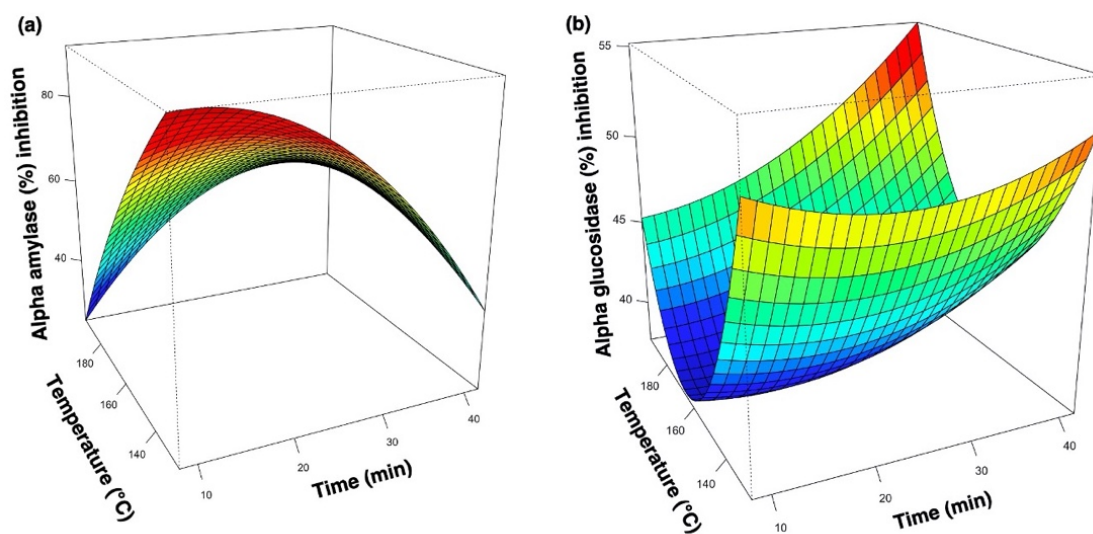 (a)
Alpha amylase (%) inhibition
80
60
40
180
160
140
Temperature (°C)
10
20
30
40
Time (min)
(b)
Alpha glucosidase (%) inhibition
55
50
45
40
180
160
140
Temperature (°C)
10
20
30
40
Time (min)